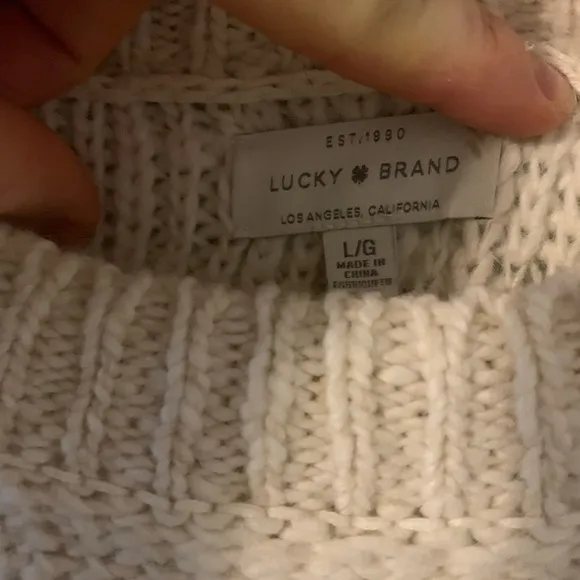 EST/1990
LUCKY BRAND
LOS ANGELES, CALIFORNIA
L/G
MADE IN
CHINA